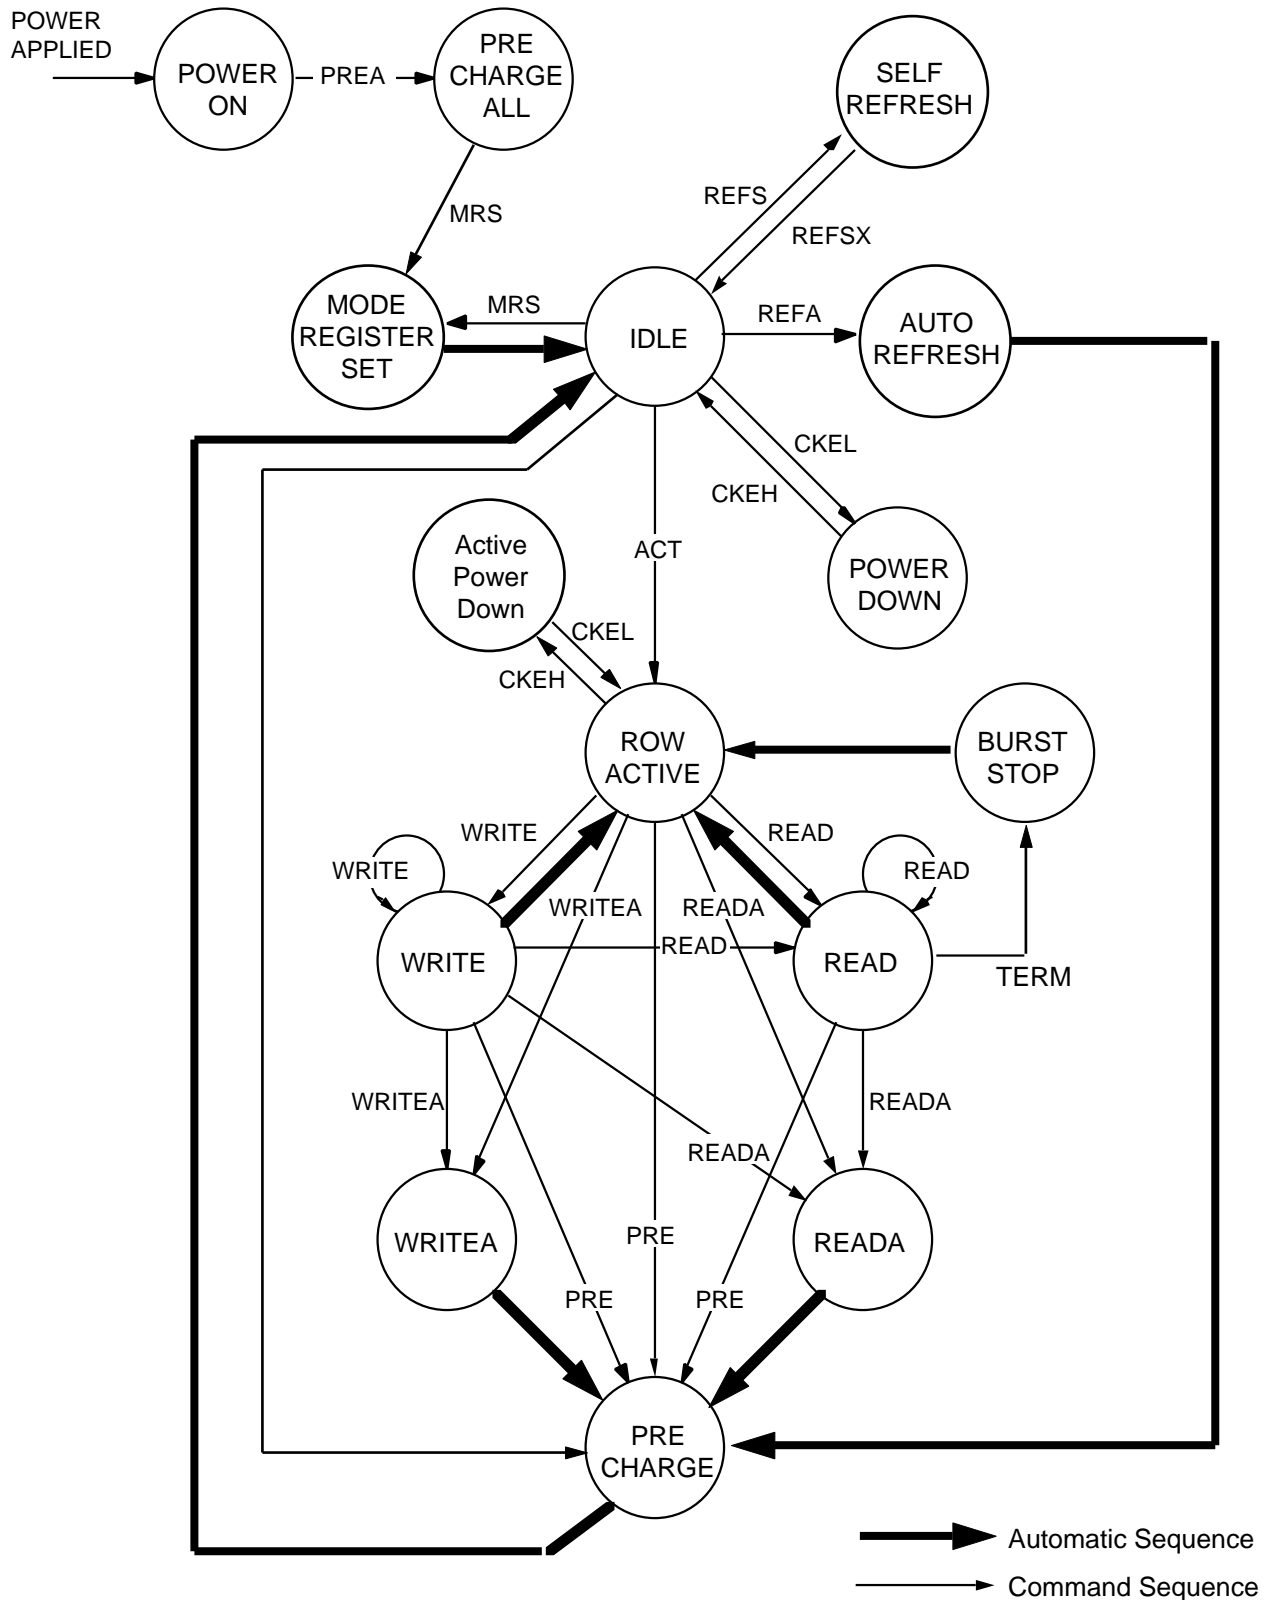 POWER
APPLIED
POWER
ON
PREA
PRE
CHARGE
ALL
SELF
REFRESH
MRS
REFS
REFSX
MODE
REGISTER
SET
MRS
IDLE
REFA
AUTO
REFRESH
CKEL
CKEH
POWER
DOWN
ACT
Active
Power
Down
CKEL
CKEH
ROW
ACTIVE
BURST
STOP
WRITE
READ
WRITE
READ
WRITEA
READA
WRITE
READ
READ
TERM
WRITEA
READA
READA
WRITEA
READA
PRE
PRE
PRE
PRE
CHARGE
Automatic Sequence
Command Sequence